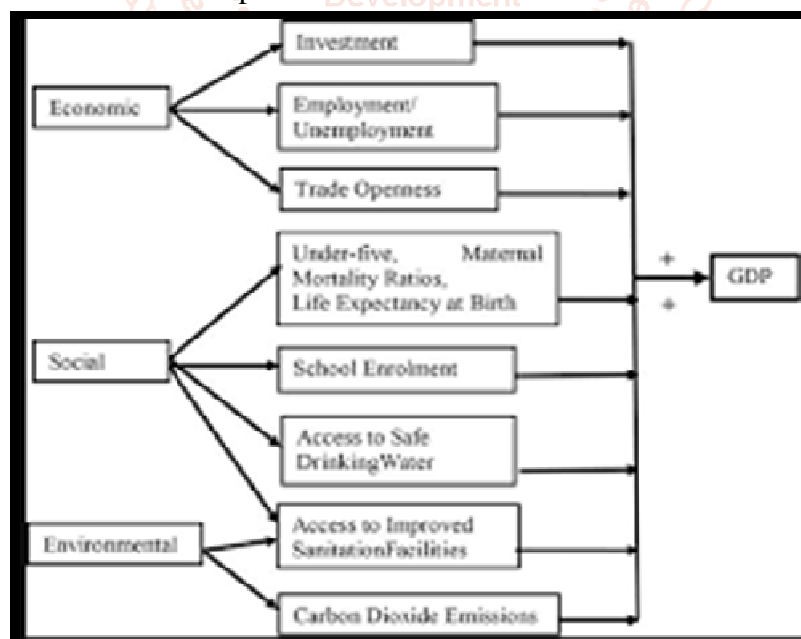 Development
Investment
Economic
Employment/
Unemployment
Trade Openness
Under-five, Maternal
Mortality Ratios,
Life Expectancy at Birth
+
GDP
+
Social
School Enrolment
Access to Safe
DrinkingWater
Access to Improved
SanitationFacilities
Environmental
Carbon Dioxide Emissions